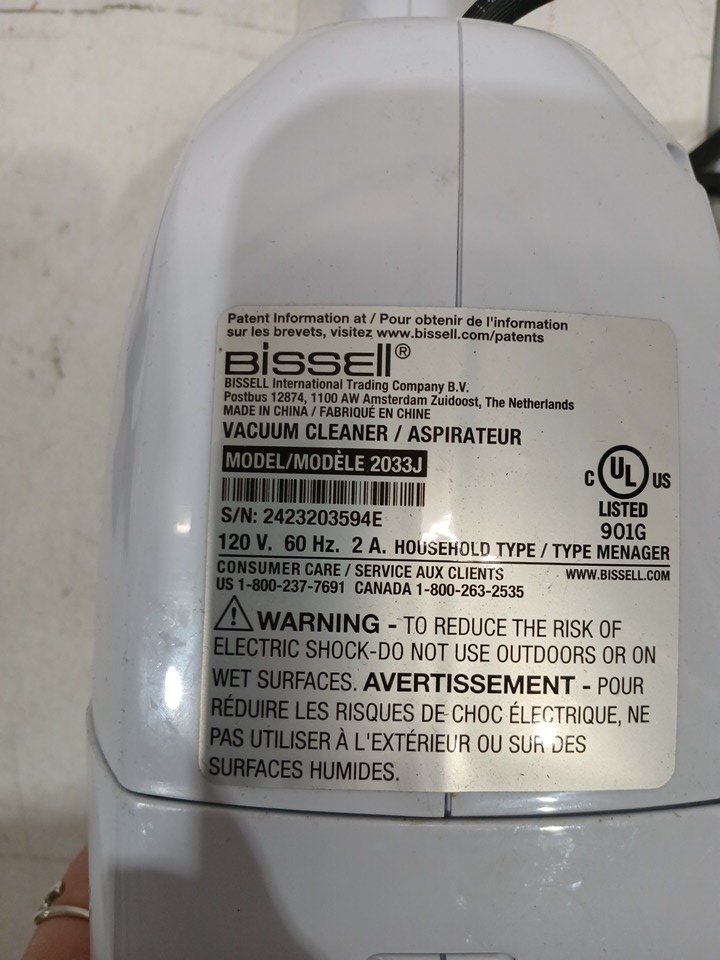 Patent Information at / Pour obtenir de l'information
sur les brevets, visitez www.bissell.com/patents
BISSELL®
BISSELL International Trading Company B.V.
Postbus 12874, 1100 AW Amsterdam Zuidoost, The Netherlands
MADE IN CHINA / FABRIQUÉ EN CHINE
VACUUM CLEANER / ASPIRATEUR
MODEL/MODÈLE 2033J
C UL US
LISTED
901G
S/N: 2423203594E
120 V. 60 Hz. 2 A. HOUSEHOLD TYPE / TYPE MENAGER
CONSUMER CARE / SERVICE AUX CLIENTS WWW.BISSELL.COM
US 1-800-237-7691 CANADA 1-800-263-2535
WARNING - TO REDUCE THE RISK OF
ELECTRIC SHOCK-DO NOT USE OUTDOORS OR ON
WET SURFACES. AVERTISSEMENT - POUR
RÉDUIRE LES RISQUES DE CHOC ÉLECTRIQUE, NE
PAS UTILISER À L'EXTÉRIEUR OU SUR DES
SURFACES HUMIDES.